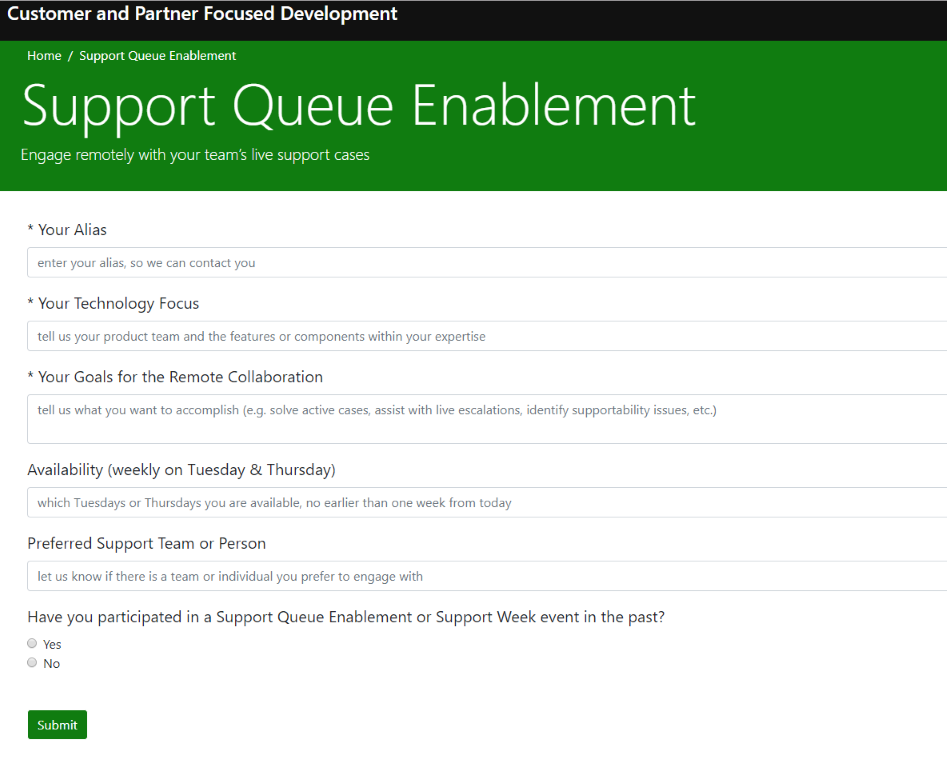 Customer and Partner Focused Development
Home / Support Queue Enablement
Support Queue Enablement
Engage remotely with your team's live support cases
* Your Alias
enter your alias, so we can contact you
* Your Technology Focus
tell us your product team and the features or components within your expertise
* Your Goals for the Remote Collaboration
tell us what you want to accomplish (e.g. solve active cases, assist with live escalations, identify supportability issues, etc.)
Availability (weekly on Tuesday & Thursday)
which Tuesdays or Thursdays you are available, no earlier than one week from today
Preferred Support Team or Person
let us know if there is a team or individual you prefer to engage with
Have you participated in a Support Queue Enablement or Support Week event in the past?
Yes
No
Submit